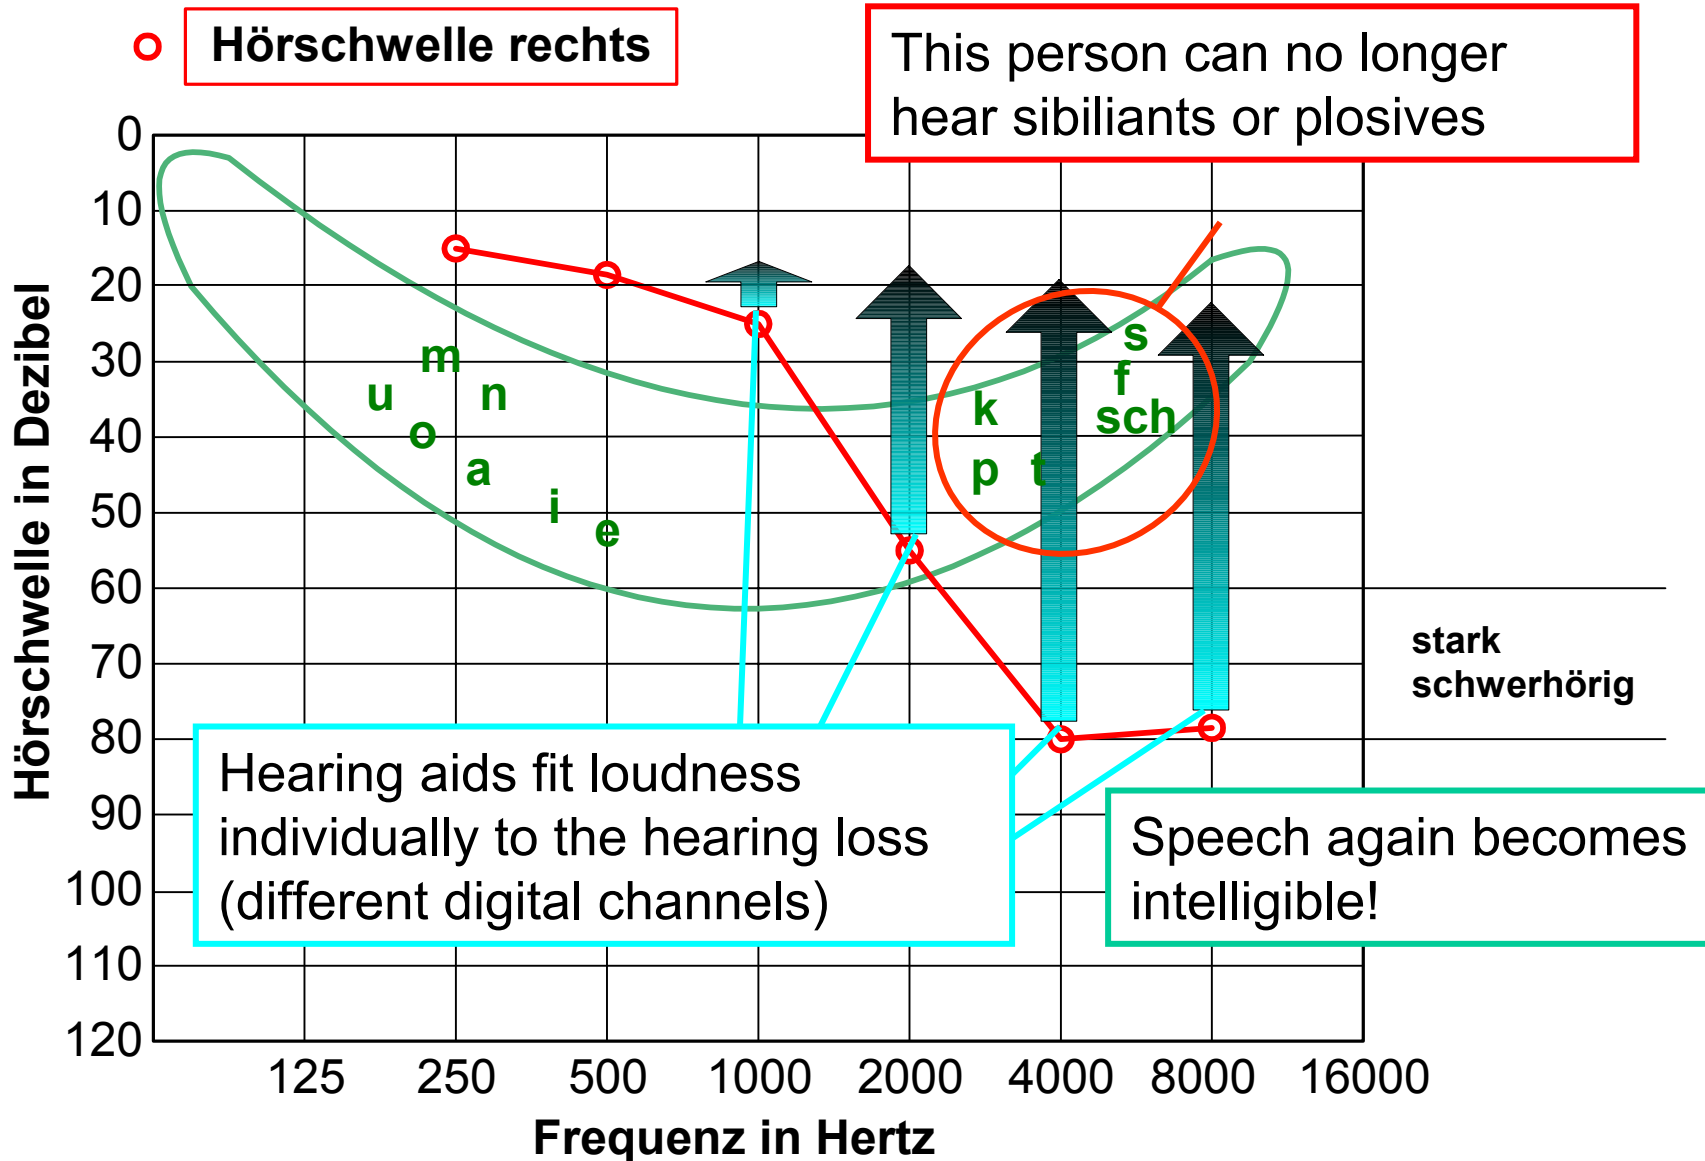 Hörschwelle rechts
This person can no longer
hear sibiliants or plosives
Hörschwelle in Dezibel
0
10
20
30
40
50
60
70
80
90
100
110
120
m
u
n
o
a
i
e
s
f
k
sch
p
t
stark
schwerhörig
Hearing aids fit loudness
individually to the hearing loss
(different digital channels)
Speech again becomes
intelligible!
125 250 500 1000 2000 4000 8000 16000
Frequenz in Hertz